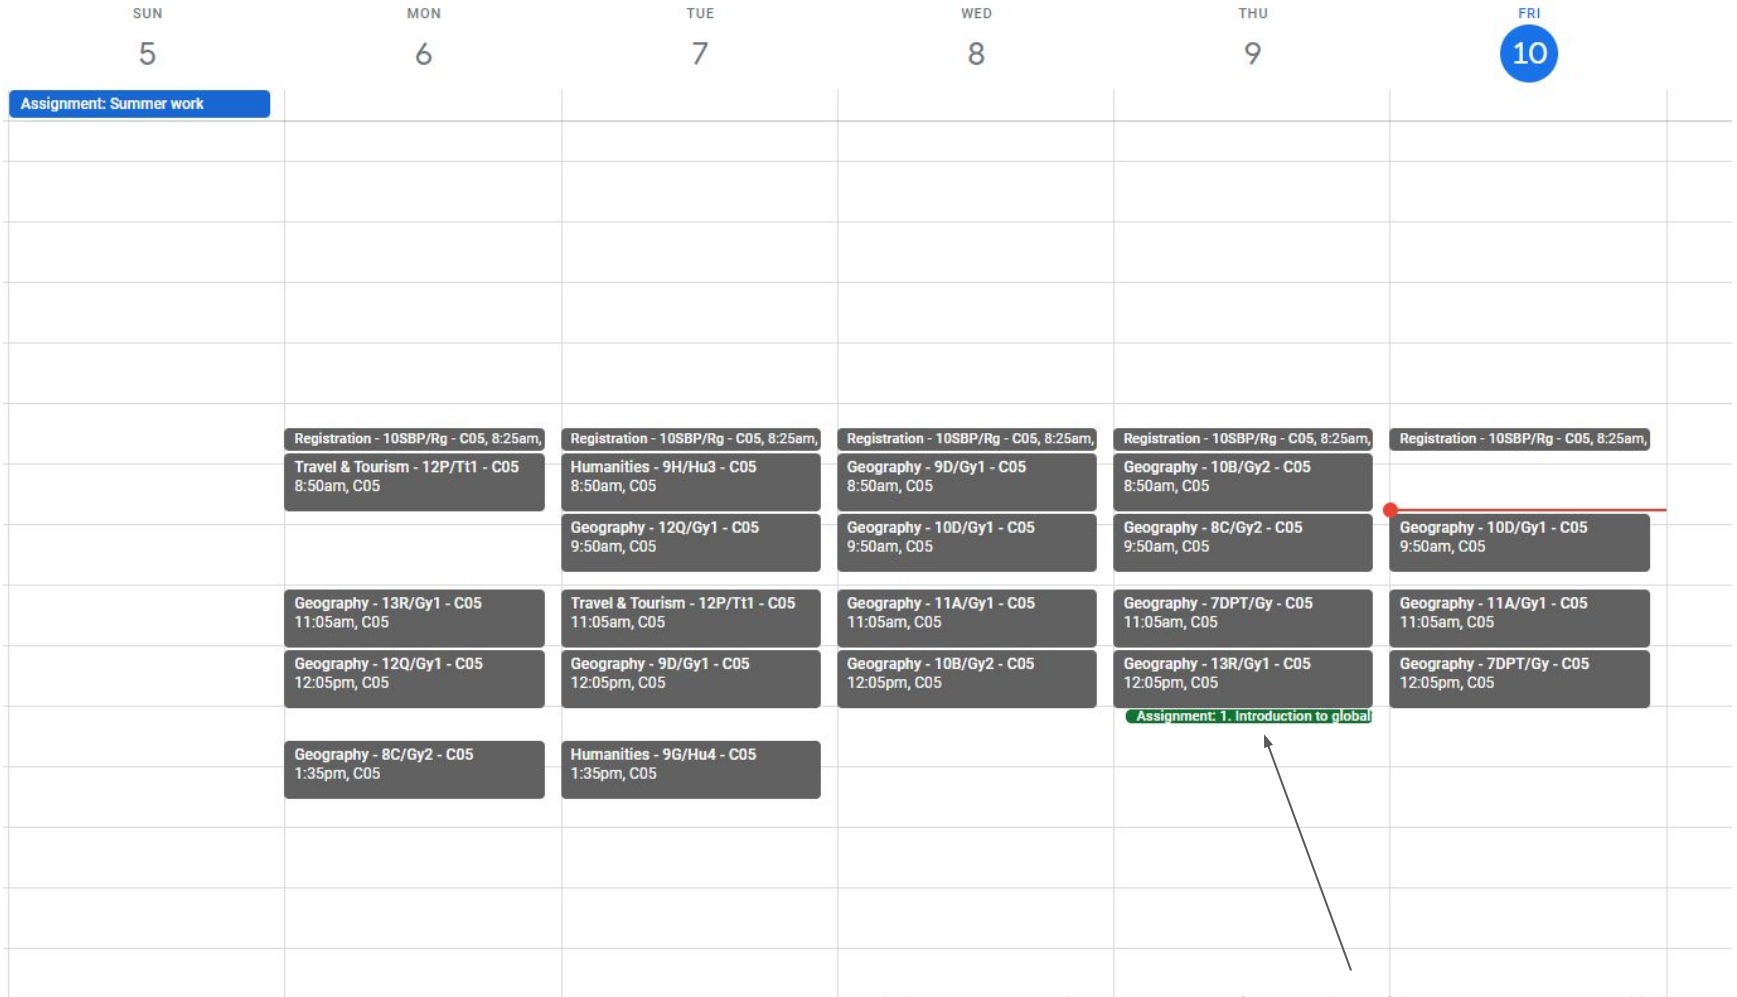 SUN
MON
TUE
WED
THU
FRI
5
6
7
8
9
10
Assignment: Summer work
Registration - 10SBP/Rg - C05, 8:25am,
Travel & Tourism - 12P/Tt1 - C05
8:50am, C05
Geography - 13R/Gy1 - C05
11:05am, C05
Geography - 12Q/Gy1 - C05
12:05pm, C05
Geography - 8C/Gy2 - C05
1:35pm, C05
Registration - 10SBP/Rg - C05, 8:25am,
Humanities - 9H/Hu3 - C05
8:50am, C05
Geography - 12Q/Gy1 - C05
9:50am, C05
Travel & Tourism - 12P/Tt1 - C05
11:05am, C05
Geography - 9D/Gy1 - C05
12:05pm, C05
Humanities - 9G/Hu4 - C05
1:35pm, C05
Registration - 10SBP/Rg - C05, 8:25am,
Geography - 9D/Gy1 - C05
8:50am, C05
Geography - 10D/Gy1 - C05
9:50am, C05
Geography - 11A/Gy1 - C05
11:05am, C05
Geography - 10B/Gy2 - C05
12:05pm, C05
Registration - 10SBP/Rg - C05, 8:25am,
Geography - 10B/Gy2 - C05
8:50am, C05
Geography - 8C/Gy2 - C05
9:50am, C05
Geography - 7DPT/Gy - C05
11:05am, C05
Geography - 13R/Gy1 - C05
12:05pm, C05
Assignment: 1. Introduction to global
Registration - 10SBP/Rg - C05, 8:25am,
Geography - 10D/Gy1 - C05
9:50am, C05
Geography - 11A/Gy1 - C05
11:05am, C05
Geography - 7DPT/Gy - C05
12:05pm, C05